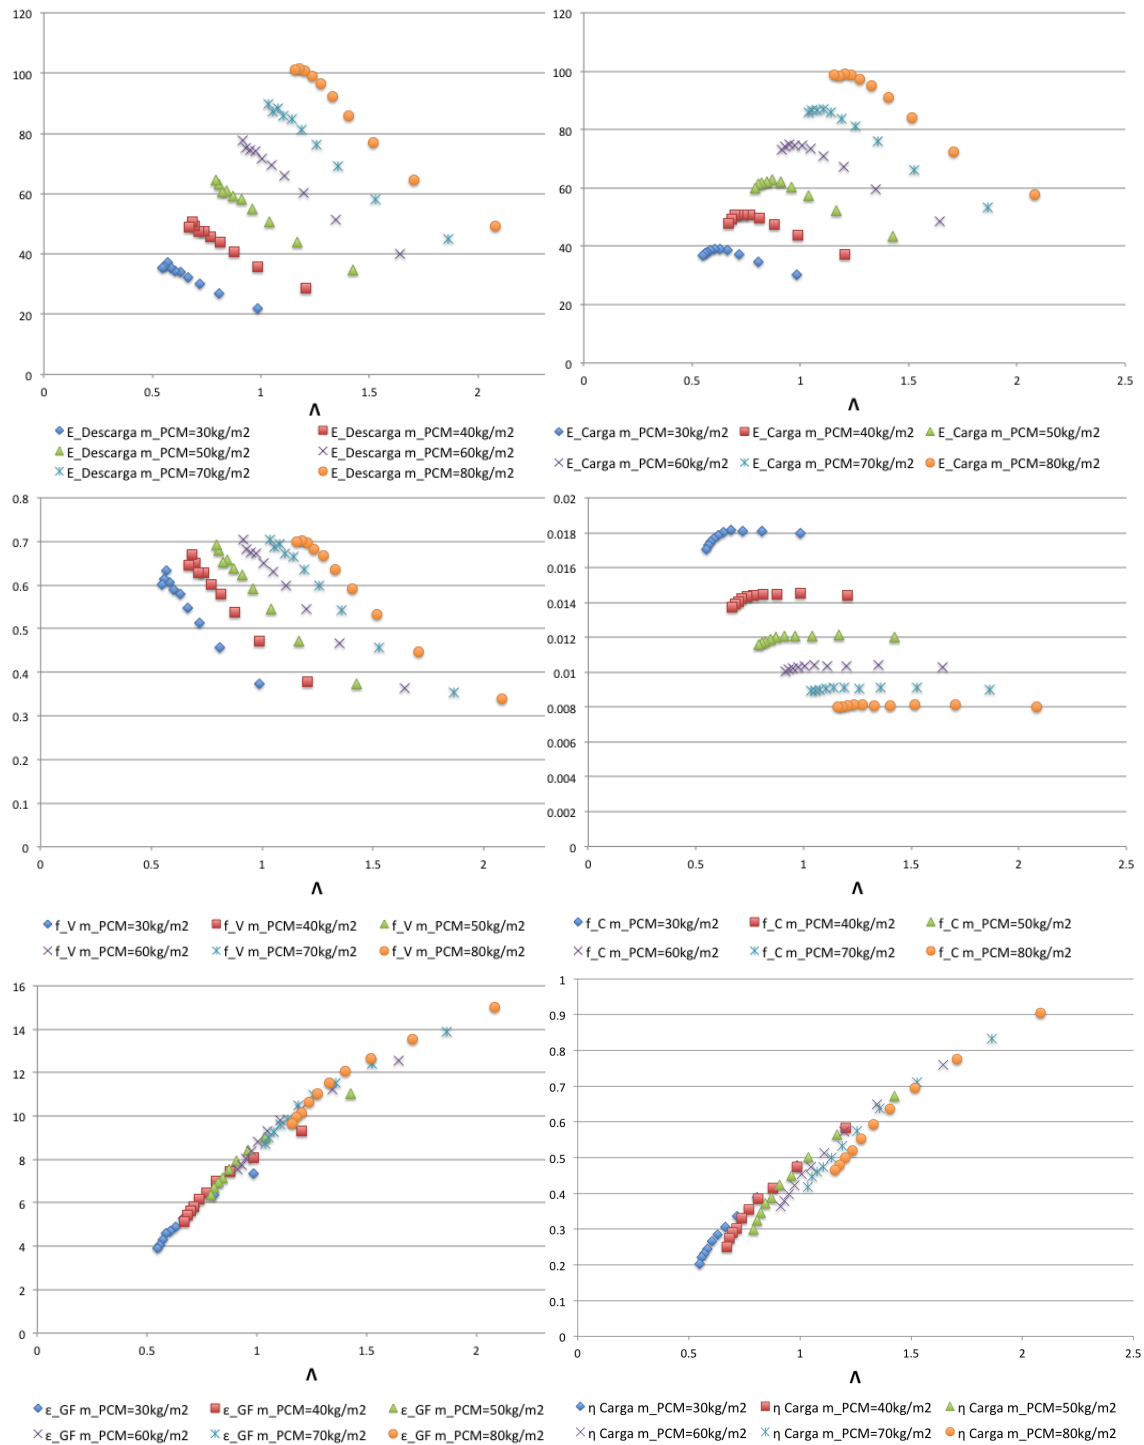 120
100
80
60
40
20
0
0 0.5 1 1.5 2
Λ
E_Descarga m_PCM=30kg/m2 E_Descarga m_PCM=40kg/m2
E_Descarga m_PCM=50kg/m2 E_Descarga m_PCM=60kg/m2
E_Descarga m_PCM=70kg/m2 E_Descarga m_PCM=80kg/m2
120
100
80
60
40
20
0
0 0.5 1 1.5 2 2.5
Λ
E_Carga m_PCM=30kg/m2 E_Carga m_PCM=40kg/m2 E_Carga m_PCM=50kg/m2
E_Carga m_PCM=60kg/m2 E_Carga m_PCM=70kg/m2 E_Carga m_PCM=80kg/m2
0.8
0.7
0.6
0.5
0.4
0.3
0.2
0.1
0
0 0.5 1 1.5 2
Λ
f_V m_PCM=30kg/m2 f_V m_PCM=40kg/m2 f_V m_PCM=50kg/m2
f_V m_PCM=60kg/m2 f_V m_PCM=70kg/m2 f_V m_PCM=80kg/m2
0.02
0.018
0.016
0.014
0.012
0.01
0.008
0.006
0.004
0.002
0
0 0.5 1 1.5 2 2.5
Λ
f_C m_PCM=30kg/m2 f_C m_PCM=40kg/m2 f_C m_PCM=50kg/m2
f_C m_PCM=60kg/m2 f_C m_PCM=70kg/m2 f_C m_PCM=80kg/m2
16
14
12
10
8
6
4
2
0
0 0.5 1 1.5 2
Λ
ε_GF m_PCM=30kg/m2 ε_GF m_PCM=40kg/m2 ε_GF m_PCM=50kg/m2
ε_GF m_PCM=60kg/m2 ε_GF m_PCM=70kg/m2 ε_GF m_PCM=80kg/m2
1
0.9
0.8
0.7
0.6
0.5
0.4
0.3
0.2
0.1
0
0 0.5 1 1.5 2 2.5
Λ
η Carga m_PCM=30kg/m2 η Carga m_PCM=40kg/m2 η Carga m_PCM=50kg/m2
η Carga m_PCM=60kg/m2 η Carga m_PCM=70kg/m2 η Carga m_PCM=80kg/m2